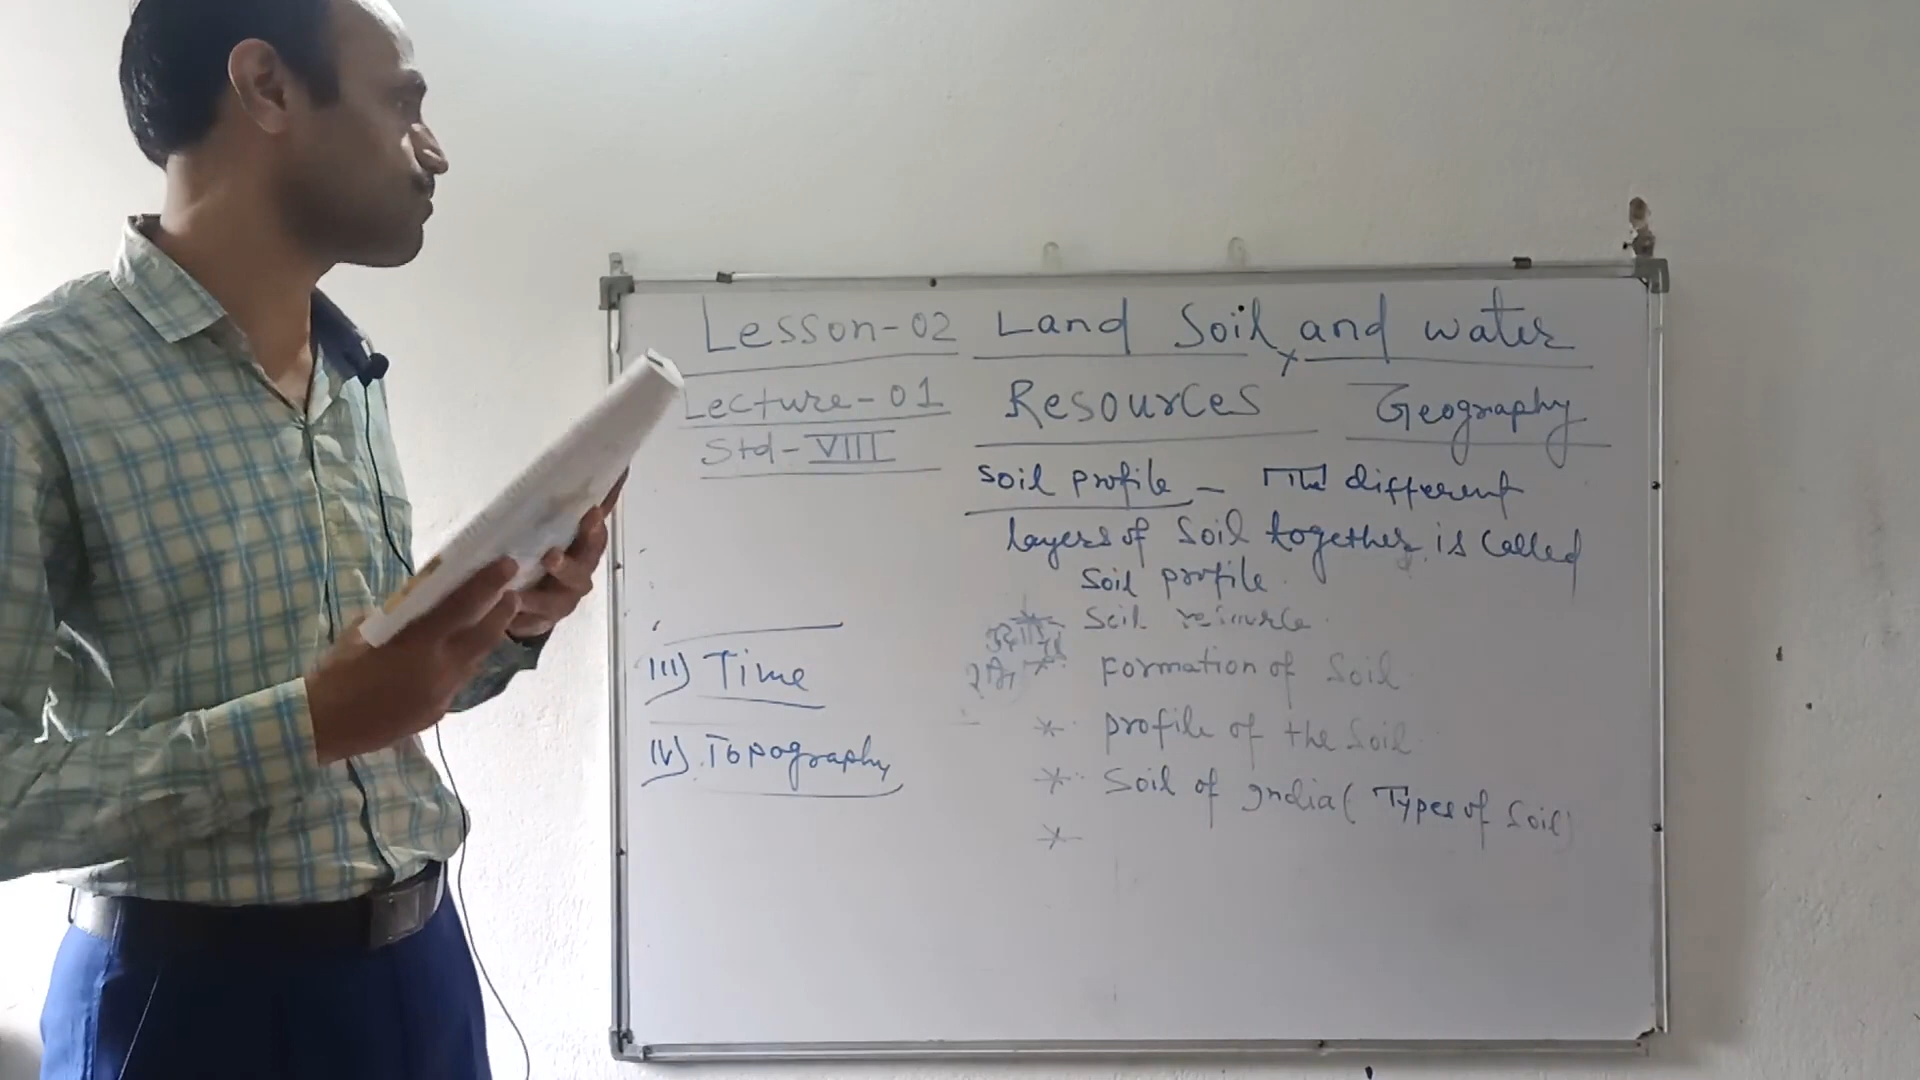 Lesson-02 Land Soil, and water
Lecture-01 Resources Geography
Std- VIII
soil profile - The different
layers of Soil together is called
soil profile.
* Soil resource
* Formation of Soil
III) Time
* profile of the Soil
IV) Topography
* Soil of India (Types of Soil)
*